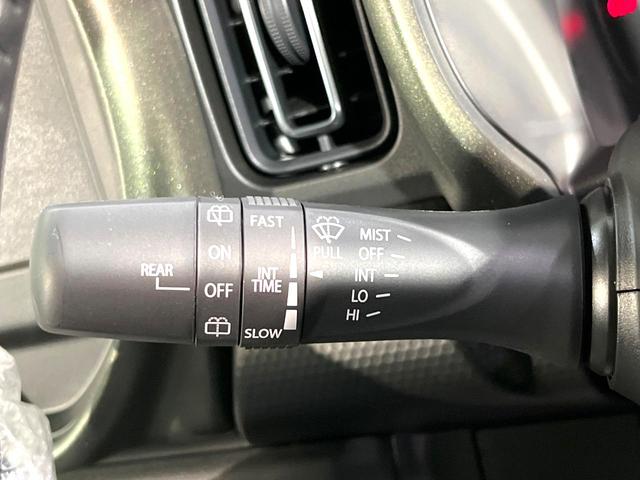 REAR
ON
OFF
FAST
INT
TIME
SLOW
PULL
MIST
OFF
INT
LO
HI